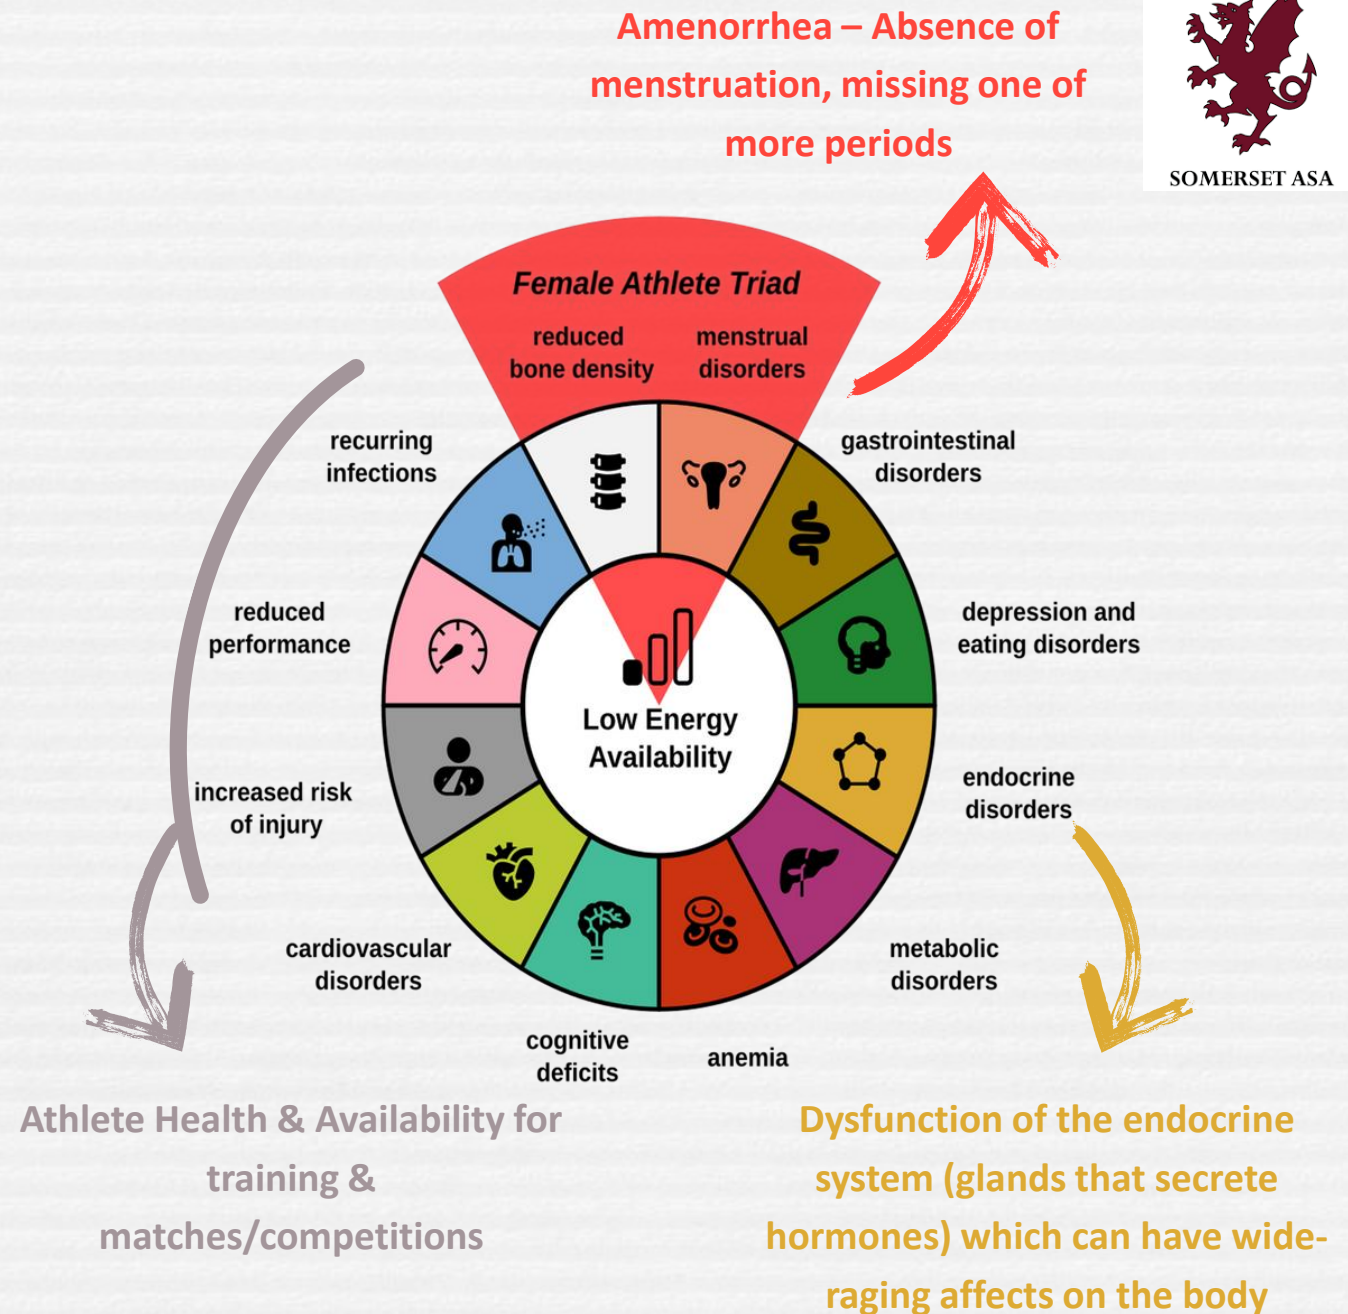 Amenorrhea – Absence of
menstruation, missing one of
more periods
SOMERSET ASA
Female Athlete Triad
reduced
bone density
menstrual
disorders
recurring
infections
gastrointestinal
disorders
reduced
performance
depression and
eating disorders
Low Energy
Availability
increased risk
of injury
endocrine
disorders
cardiovascular
disorders
metabolic
disorders
cognitive
deficits
anemia
Athlete Health & Availability for
training &
matches/competitions
Dysfunction of the endocrine
system (glands that secrete
hormones) which can have wide-
raging affects on the body